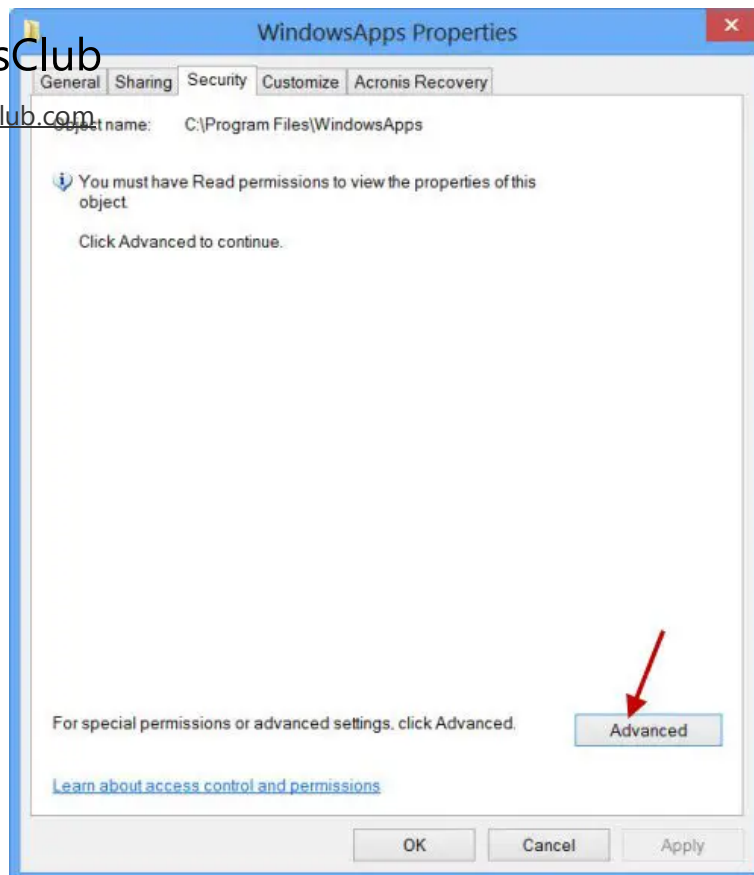 WindowsApps Properties
sClub
General Sharing Security Customize Acronis Recovery
lub.com
Object name: C:\Program Files\WindowsApps
You must have Read permissions to view the properties of this
object.
Click Advanced to continue.
For special permissions or advanced settings, click Advanced.
Advanced
Learn about access control and permissions
OK Cancel Apply